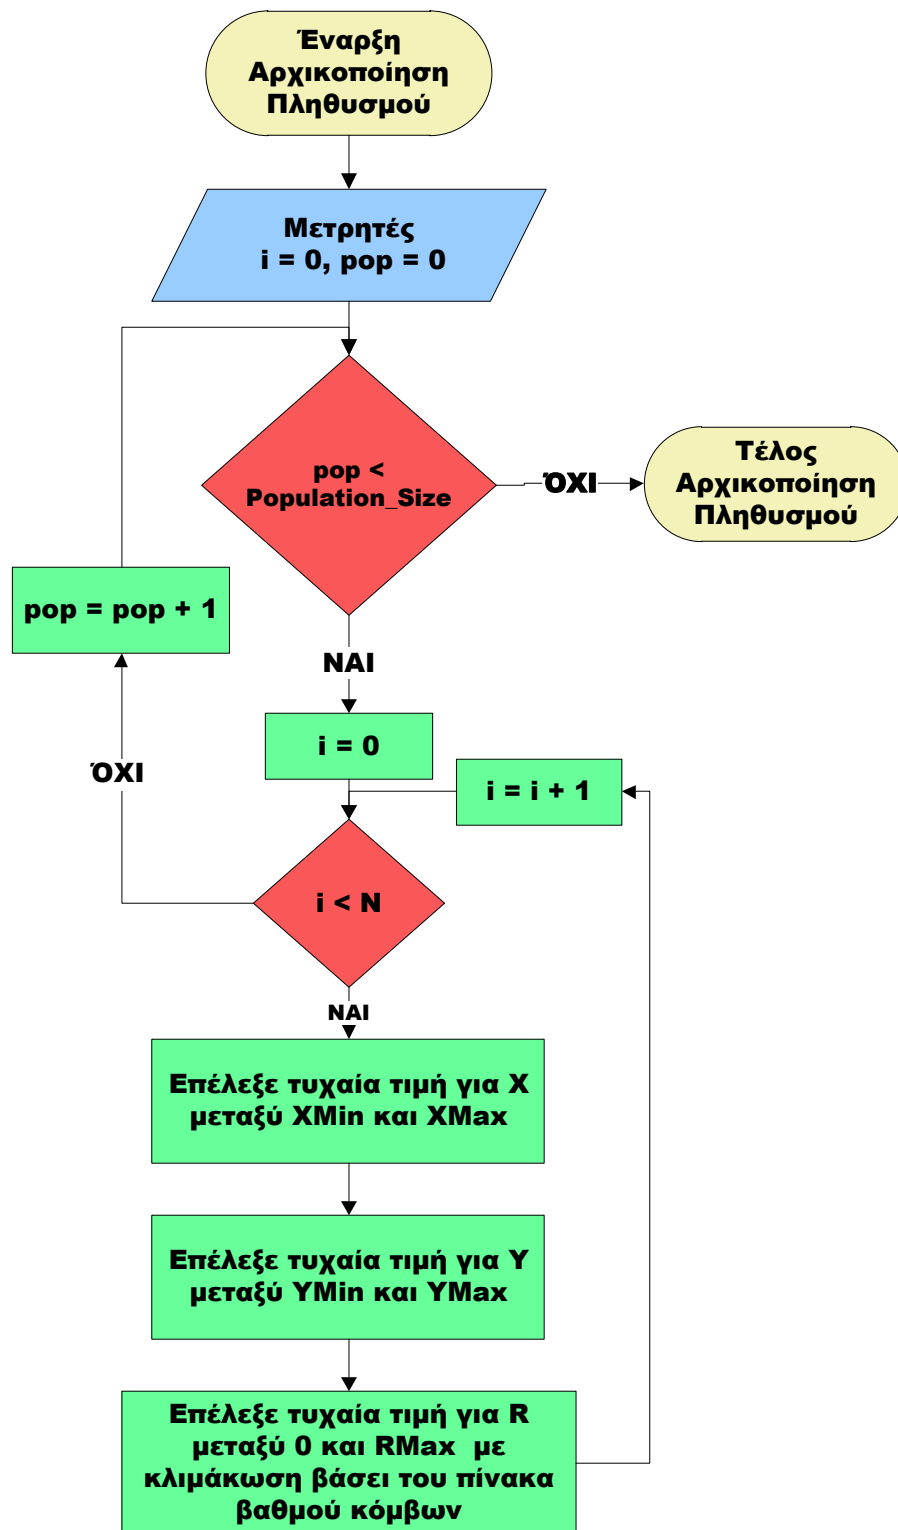 Έναρξη
Αρχικοποίηση
Πληθυσμού
Μετρητές
i = 0, pop = 0
pop <
Population_Size
ΌΧΙ
Τέλος
Αρχικοποίηση
Πληθυσμού
pop = pop + 1
ΝΑΙ
i = 0
ΌΧΙ
i = i + 1
i < N
ΝΑΙ
Επέλεξε τυχαία τιμή για X
μεταξύ XMin και XMax
Επέλεξε τυχαία τιμή για Y
μεταξύ YMin και YMax
Επέλεξε τυχαία τιμή για R
μεταξύ 0 και RMax με
κλιμάκωση βάσει του πίνακα
βαθμού κόμβων